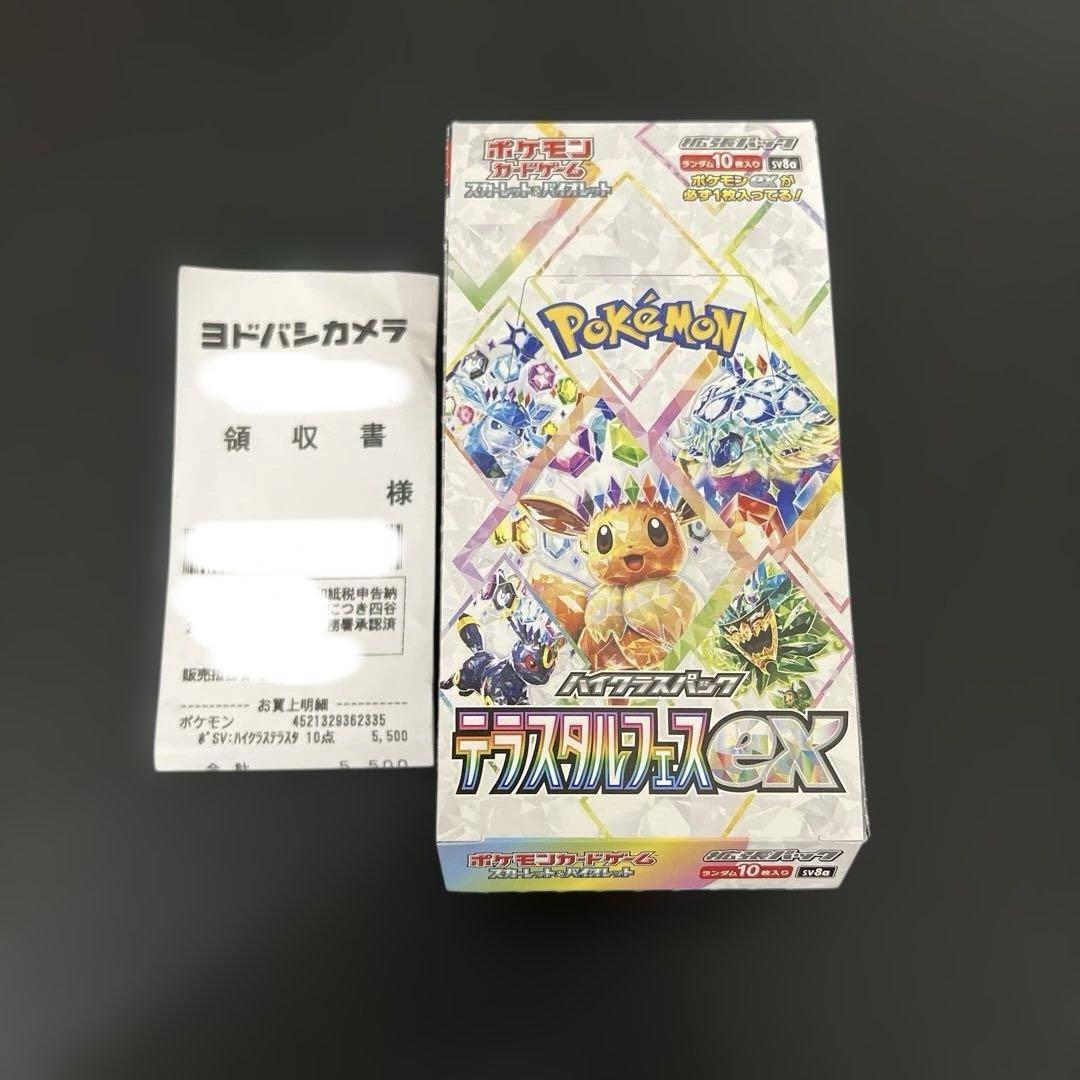 ヨドバシカメラ
領 収 書
様
紙税申告納
につき四谷
務署承認済
販売担
---------- お買上明細 ----------
ポケモン 4521329362335
ﾎﾟSV:ハイクラステラスタ 10点 5,500
合 計 5,500
ポケモン
カードゲーム
スカーレット&バイオレット
拡張パック
ランダム10枚入り sv8a
ポケモンexが
必ず1枚入ってる!
POKéMON
TM
ハイクラスパック
テラスタルフェスex
ポケモンカードゲーム
スカーレット&バイオレット
拡張パック
ランダム10枚入り sv8a